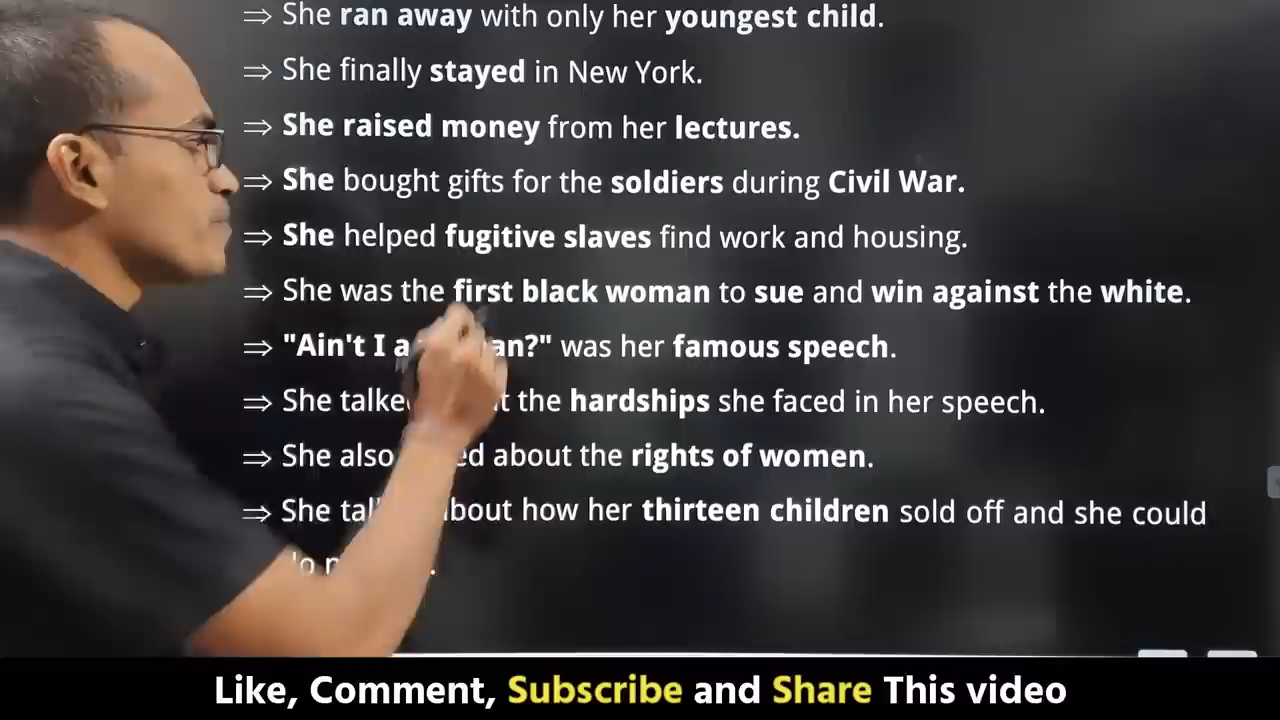 ⇒ She ran away with only her youngest child.
⇒ She finally stayed in New York.
⇒ She raised money from her lectures.
⇒ She bought gifts for the soldiers during Civil War.
⇒ She helped fugitive slaves find work and housing.
⇒ She was the first black woman to sue and win against the white.
⇒ "Ain't I a was her famous speech.
⇒ She the hardships she faced in her speech.
⇒ She also about the rights of women.
⇒ She about how her thirteen children sold off and she could
Like, Comment, Subscribe and Share This video